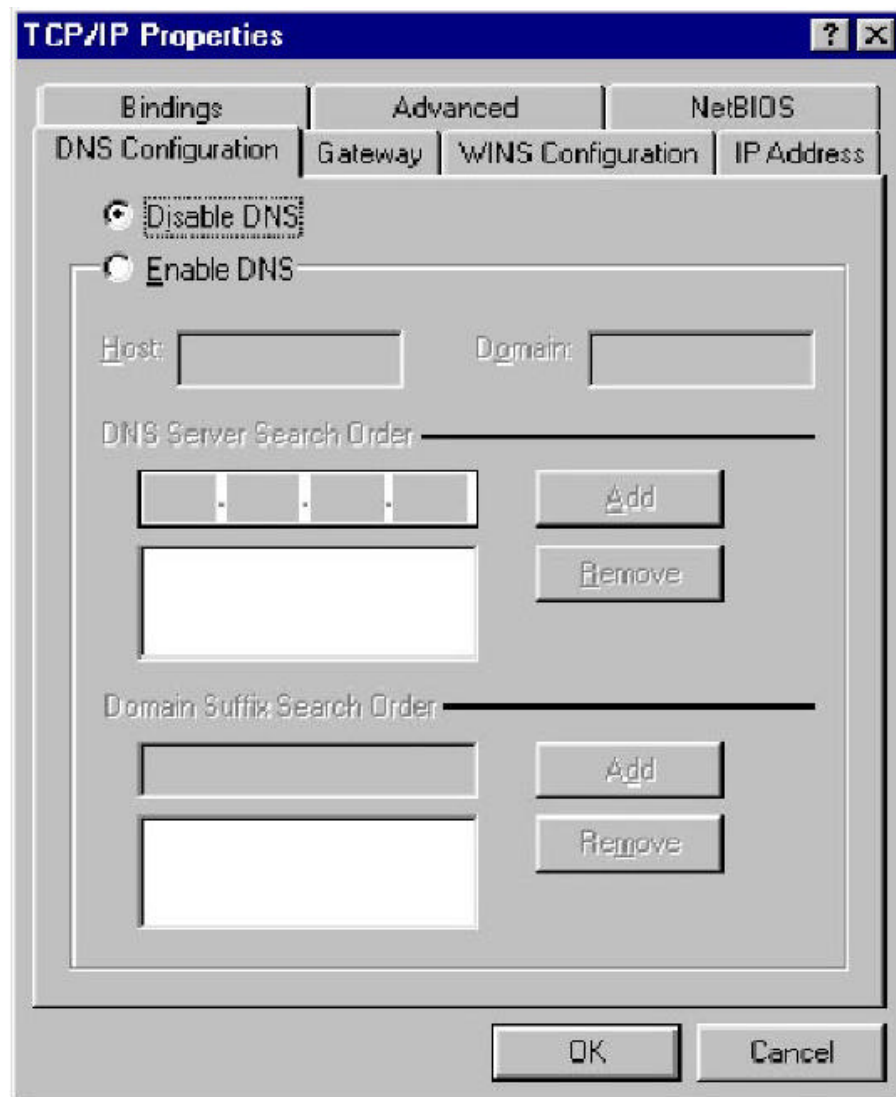 TCP/IP Properties
Bindings Advanced NetBIOS
DNS Configuration Gateway WINS Configuration IP Address
Disable DNS
Enable DNS
Host: Domain:
DNS Server Search Order
. . .
Add
Remove
Domain Suffix Search Order
Add
Remove
OK Cancel